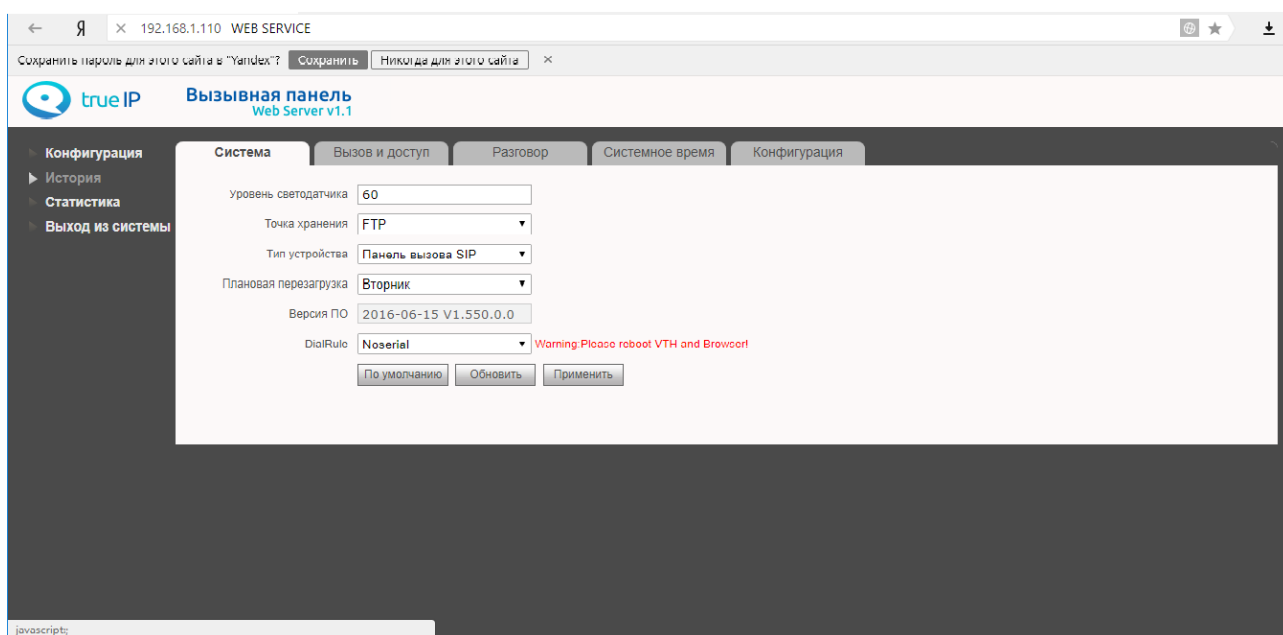 Я 192.168.1.110 WEB SERVICE
Сохранить пароль для этого сайта в "Yandex"? Сохранить Никогда для этого сайта
true IP
Вызывная панель
Web Server v1.1
Конфигурация
История
Статистика
Выход из системы
Система Вызов и доступ Разговор Системное время Конфигурация
Уровень светодатчика 60
Точка хранения FTP
Тип устройства Панель вызова SIP
Плановая перезагрузка Вторник
Версия ПО 2016-06-15 V1.550.0.0
DialRule Noserial Warning:Please reboot VTH and Browser!
По умолчанию Обновить Применить
javascript:;